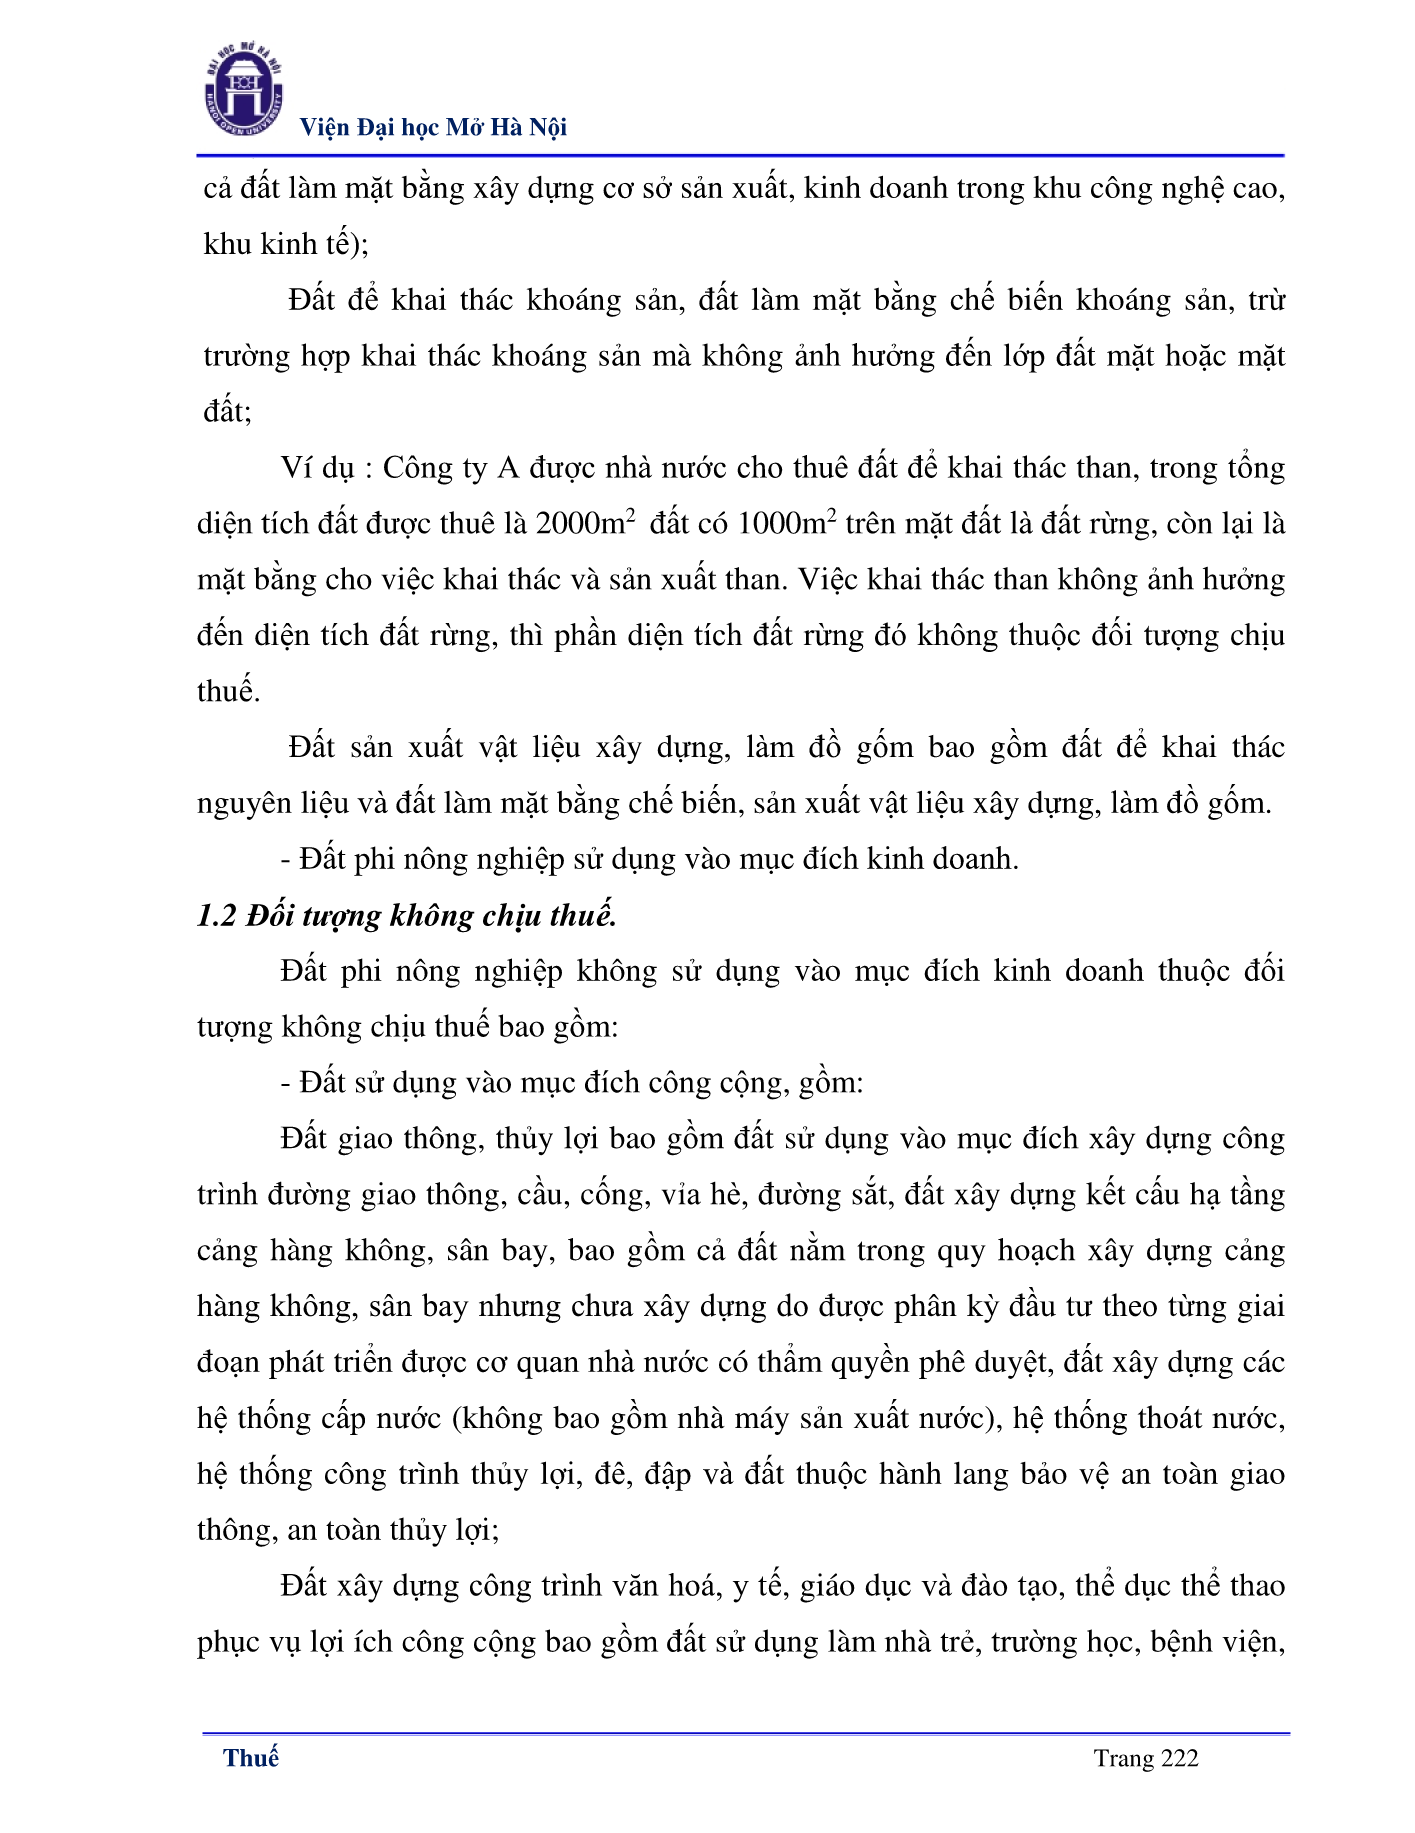 ĐẠI HỌC MỞ HÀ NỘI
HANOI OPEN UNIVERSITY
Viện Đại học Mở Hà Nội
cả đất làm mặt bằng xây dựng cơ sở sản xuất, kinh doanh trong khu công nghệ cao,
khu kinh tế);
Đất để khai thác khoáng sản, đất làm mặt bằng chế biến khoáng sản, trừ
trường hợp khai thác khoáng sản mà không ảnh hưởng đến lớp đất mặt hoặc mặt
đất;
Ví dụ : Công ty A được nhà nước cho thuê đất để khai thác than, trong tổng
diện tích đất được thuê là 2000m² đất có 1000m² trên mặt đất là đất rừng, còn lại là
mặt bằng cho việc khai thác và sản xuất than. Việc khai thác than không ảnh hưởng
đến diện tích đất rừng, thì phần diện tích đất rừng đó không thuộc đối tượng chịu
thuế.
Đất sản xuất vật liệu xây dựng, làm đồ gốm bao gồm đất để khai thác
nguyên liệu và đất làm mặt bằng chế biến, sản xuất vật liệu xây dựng, làm đồ gốm.
- Đất phi nông nghiệp sử dụng vào mục đích kinh doanh.
1.2 Đối tượng không chịu thuế.
Đất phi nông nghiệp không sử dụng vào mục đích kinh doanh thuộc đối
tượng không chịu thuế bao gồm:
- Đất sử dụng vào mục đích công cộng, gồm:
Đất giao thông, thủy lợi bao gồm đất sử dụng vào mục đích xây dựng công
trình đường giao thông, cầu, cống, vỉa hè, đường sắt, đất xây dựng kết cấu hạ tầng
cảng hàng không, sân bay, bao gồm cả đất nằm trong quy hoạch xây dựng cảng
hàng không, sân bay nhưng chưa xây dựng do được phân kỳ đầu tư theo từng giai
đoạn phát triển được cơ quan nhà nước có thẩm quyền phê duyệt, đất xây dựng các
hệ thống cấp nước (không bao gồm nhà máy sản xuất nước), hệ thống thoát nước,
hệ thống công trình thủy lợi, đê, đập và đất thuộc hành lang bảo vệ an toàn giao
thông, an toàn thủy lợi;
Đất xây dựng công trình văn hoá, y tế, giáo dục và đào tạo, thể dục thể thao
phục vụ lợi ích công cộng bao gồm đất sử dụng làm nhà trẻ, trường học, bệnh viện,
Thuế
Trang 222